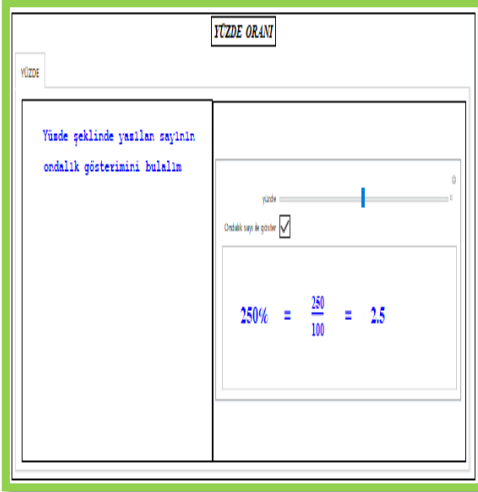 YÜZDE ORANI
YÜZDE
Yüzde şeklinde yazılan sayının
ondalık gösterimini bulalım
yüzde
Ondalık sayı ile göster
250% = 250/100 = 2.5